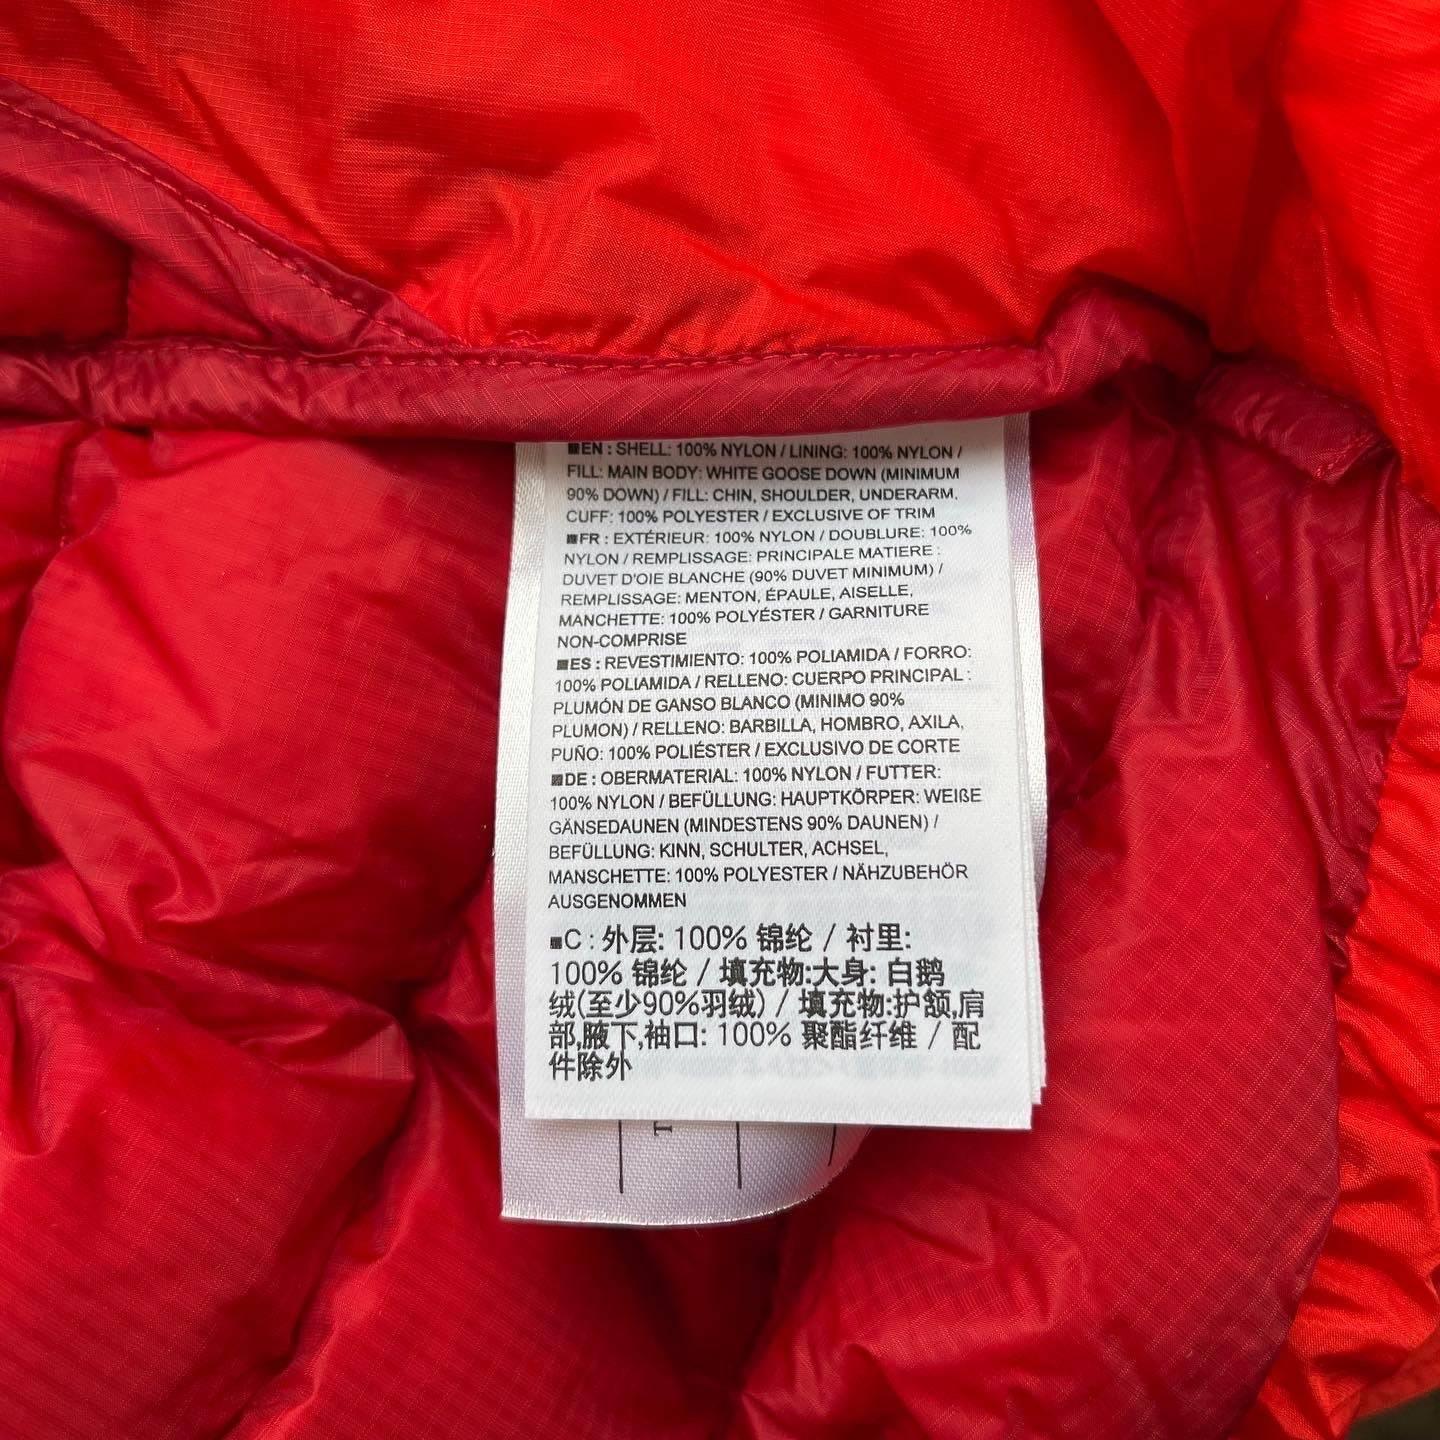 EN : SHELL: 100% NYLON / LINING: 100% NYLON /
FILL: MAIN BODY: WHITE GOOSE DOWN (MINIMUM
90% DOWN) / FILL: CHIN, SHOULDER, UNDERARM,
CUFF: 100% POLYESTER / EXCLUSIVE OF TRIM
FR : EXTÉRIEUR: 100% NYLON / DOUBLURE: 100%
NYLON / REMPLISSAGE: PRINCIPALE MATIERE :
DUVET D'OIE BLANCHE (90% DUVET MINIMUM) /
REMPLISSAGE: MENTON, ÉPAULE, AISELLE,
MANCHETTE: 100% POLYÉSTER / GARNITURE
NON-COMPRISE
ES : REVESTIMIENTO: 100% POLIAMIDA / FORRO:
100% POLIAMIDA / RELLENO: CUERPO PRINCIPAL :
PLUMÓN DE GANSO BLANCO (MINIMO 90%
PLUMON) / RELLENO: BARBILLA, HOMBRO, AXILA,
PUÑO: 100% POLIÉSTER / EXCLUSIVO DE CORTE
DE : OBERMATERIAL: 100% NYLON / FUTTER:
100% NYLON / BEFÜLLUNG: HAUPTKÖRPER: WEIßE
GÄNSEDAUNEN (MINDESTENS 90% DAUNEN) /
BEFÜLLUNG: KINN, SCHULTER, ACHSEL,
MANSCHETTE: 100% POLYESTER / NÄHZUBEHÖR
AUSGENOMMEN
C : 外层: 100% 锦纶 / 衬里:
100% 锦纶 / 填充物:大身: 白鹅
绒(至少90%羽绒) / 填充物:护颔,肩
部,腋下,袖口: 100% 聚酯纤维 / 配
件除外
T